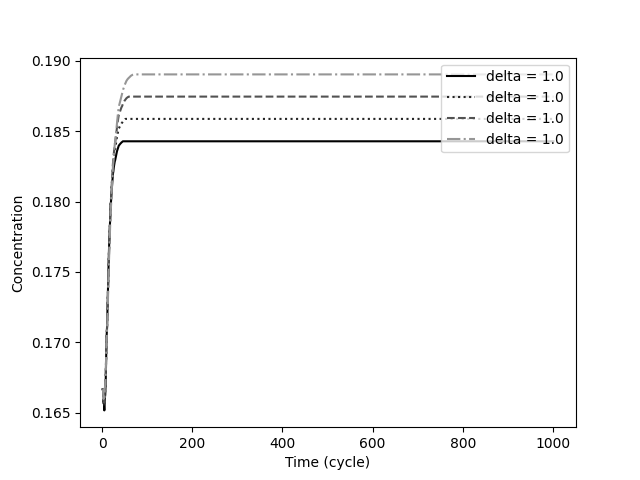 0.190
0.185
0.180
0.175
0.170
0.165
Concentration
0
200
400
600
800
1000
Time (cycle)
delta = 1.0
delta = 1.0
delta = 1.0
delta = 1.0